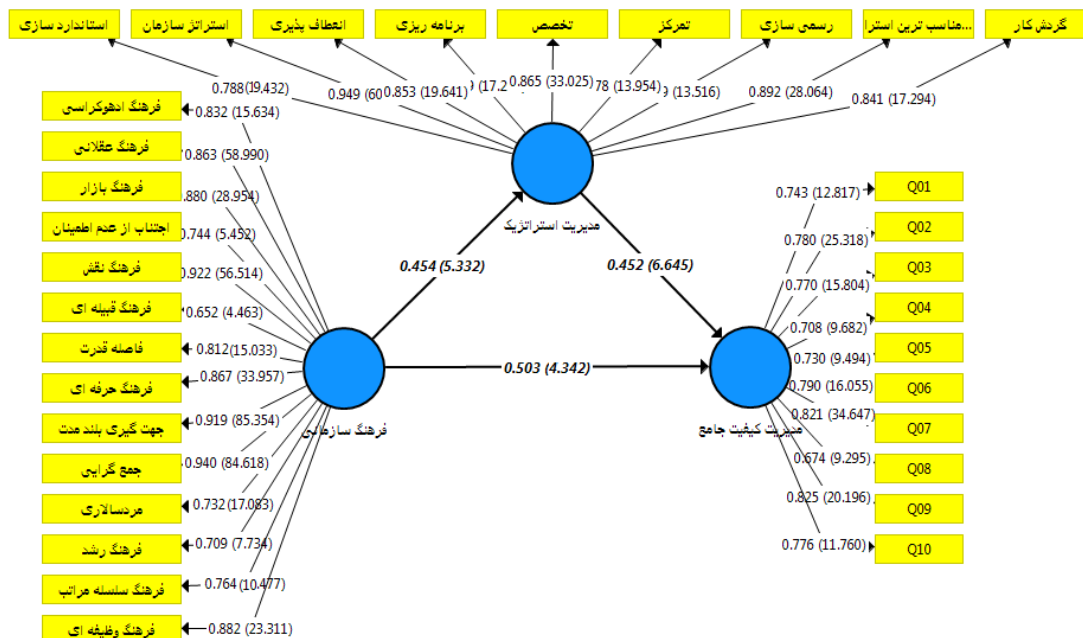 استاندارد سازی
استراتژ سازمان
انعطاف پذیری
برنامه ریزی
تخصص
تمرکز
رسمی سازی
مناسب ترین استرا...
گردش کار
0.788 (19.432)
0.949 (60
0.853 (19.641)
(17.2
0.865 (33.025)
78 (13.954)
9 (13.516)
0.892 (28.064)
0.841 (17.294)
مدیریت استراتژیک
0.454 (5.332)
0.452 (6.645)
0.503 (4.342)
فرهنگ سازمانی
مدیریت کیفیت جامع
فرهنگ ادهوکراسی
0.832 (15.634)
فرهنگ عقلانی
0.863 (58.990)
فرهنگ بازار
0.880 (28.954)
اجتناب از عدم اطمینان
0.744 (5.452)
فرهنگ نقش
0.922 (56.514)
فرهنگ قبیله ای
0.652 (4.463)
فاصله قدرت
0.812 (15.033)
فرهنگ حرفه ای
0.867 (33.957)
جهت گیری بلند مدت
0.919 (85.354)
جمع گرایی
0.940 (84.618)
مردسالاری
0.732 (17.083)
فرهنگ رشد
0.709 (7.734)
فرهنگ سلسله مراتب
0.764 (10.477)
فرهنگ وظیفه ای
0.882 (23.311)
0.743 (12.817)
Q01
0.780 (25.318)
Q02
0.770 (15.804)
Q03
0.708 (9.682)
Q04
0.730 (9.494)
Q05
0.790 (16.055)
Q06
0.821 (34.647)
Q07
0.674 (9.295)
Q08
0.825 (20.196)
Q09
0.776 (11.760)
Q10